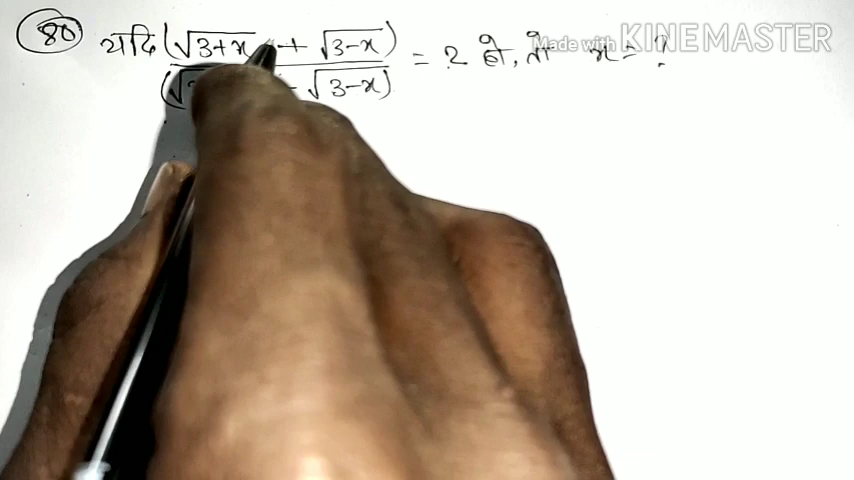 80 यदि (√3+x + √3-x) = 2 हो, तो x = ?
(√ - √3-x)
Made with KINEMASTER